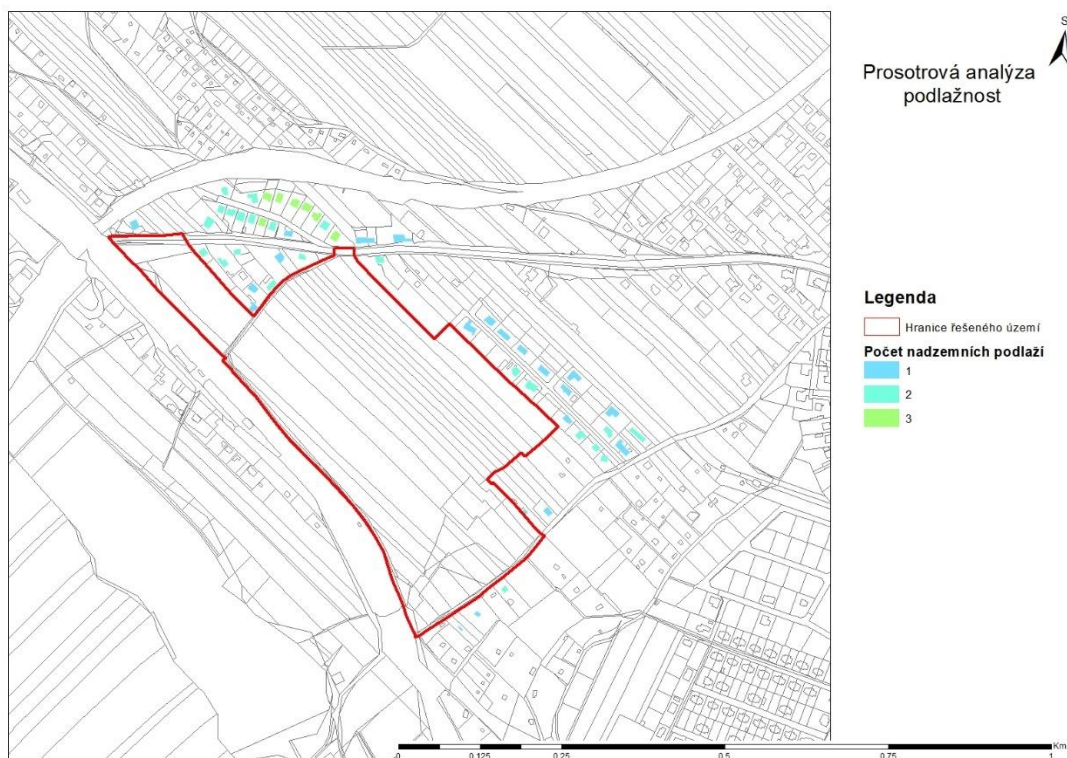 S
Prosotrová analýza
podlažnost
Legenda
Hranice řešeného území
Počet nadzemních podlaží
1
2
3
0 0.125 0.25 0.5 0.75 1 Km